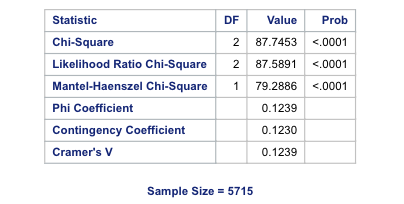 Statistic DF Value Prob
Chi-Square 2 87.7453 <.0001
Likelihood Ratio Chi-Square 2 87.5891 <.0001
Mantel-Haenszel Chi-Square 1 79.2886 <.0001
Phi Coefficient 0.1239
Contingency Coefficient 0.1230
Cramer's V 0.1239
Sample Size = 5715